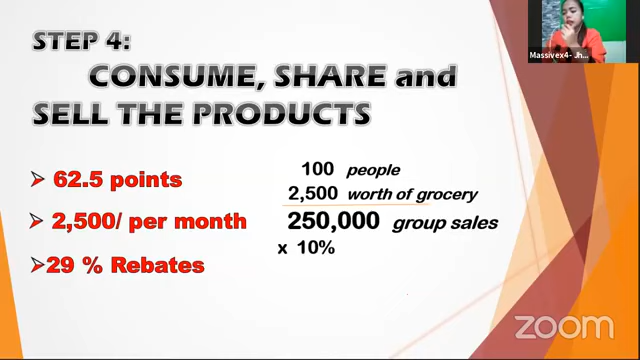 STEP 4:
CONSUME, SHARE and
SELL THE PRODUCTS
62.5 points
2,500/ per month
29 % Rebates
100 people
2,500 worth of grocery
250,000 group sales
x 10%
Massivex4- Jh...
zoom